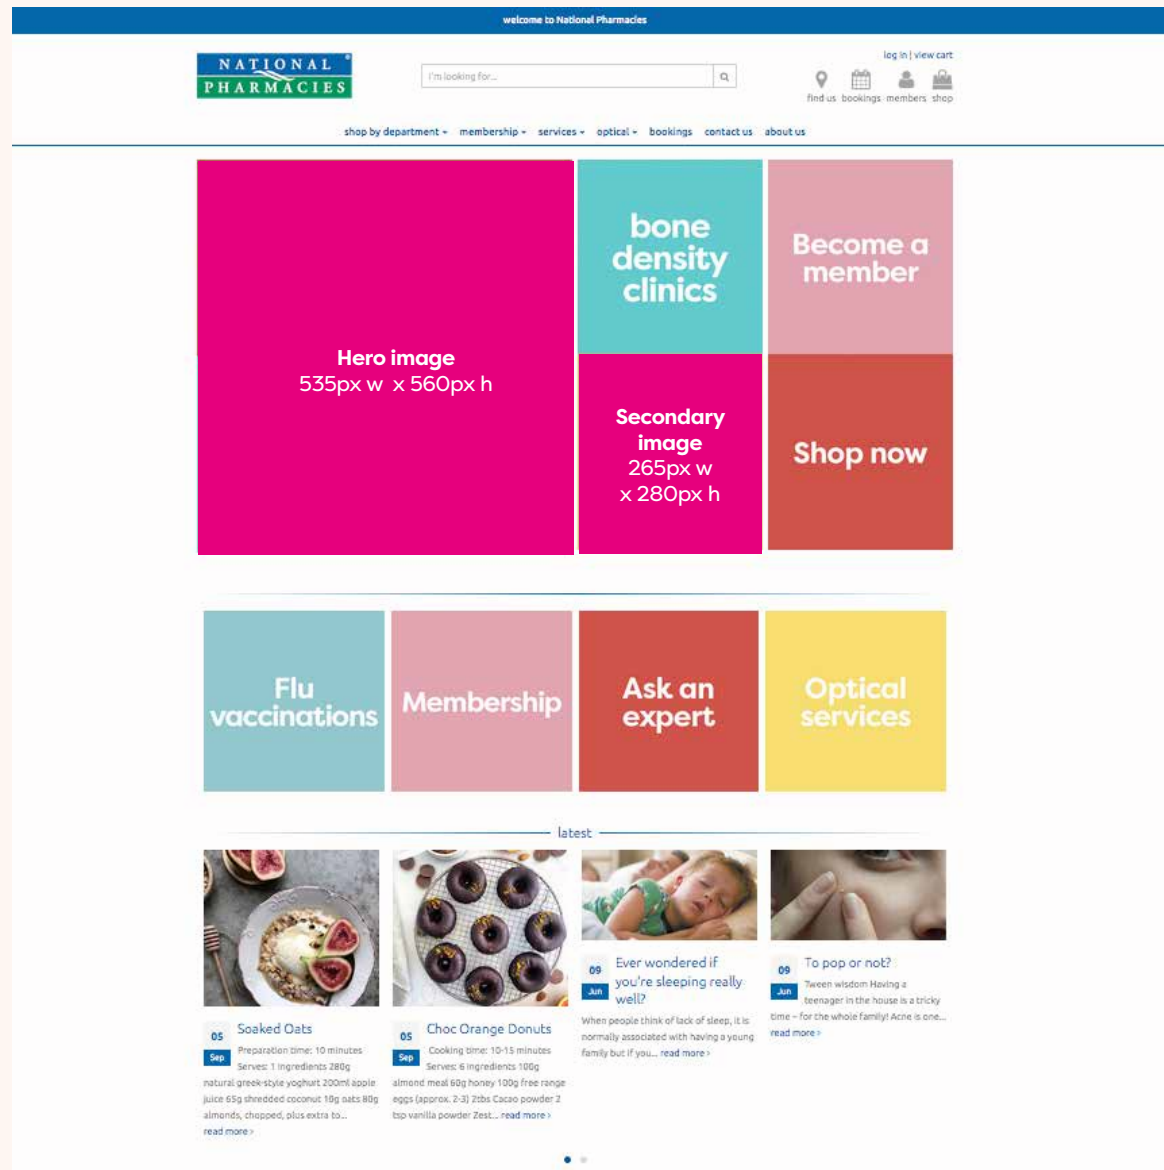 welcome to National Pharmacies
log in | view cart
NATIONAL
PHARMACIES
I'm looking for...
find us bookings members shop
shop by department membership services optical bookings contact us about us
Hero image
535px w x 560px h
bone
density
clinics
Become a
member
Secondary
image
265px w
x 280px h
Shop now
Flu
vaccinations
Membership
Ask an
expert
Optical
services
latest
05
Sep
Soaked Oats
Preparation time: 10 minutes
Serves: 1 Ingredients 280g
natural greek-style yoghurt 200ml apple
juice 65g shredded coconut 10g oats 80g
almonds, chopped, plus extra to...
read more >
05
Sep
Choc Orange Donuts
Cooking time: 10-15 minutes
Serves: 6 Ingredients 100g
almond meal 60g honey 100g free range
eggs (approx. 2-3) 2tbs Cacao powder 2
tsp vanilla powder Zest... read more >
09
Jun
Ever wondered if
you're sleeping really
well?
When people think of lack of sleep, it is
normally associated with having a young
family but if you... read more >
09
Jun
To pop or not?
Tween wisdom Having a
teenager in the house is a tricky
time – for the whole family! Acne is one...
read more >